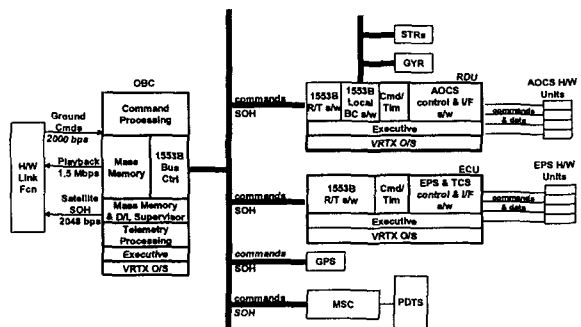 STRs
GYR
OBC
RDU
AOCS H/W
Units
Ground
Cmds
2000 bps
Command
Processing
commands
SOH
1553B
R/T s/w
1553B
Local
BC s/w
Cmd/
Tlm
AOCS
control & I/F
s/w
commands
& data
Executive
VRTX O/S
H/W
Link
Fcn
Playback
1.5 Mbps
Mass
Memory
1553B
Bus
Ctrl
ECU
EPS H/W
Units
Satellite
SOH
2048 bps
Mass Memory
& D/L Supervisor
Telemetry
Processing
Executive
VRTX O/S
commands
SOH
1553B
R/T s/w
Cmd/
Tlm
EPS & TCS
control & I/F
s/w
commands
& data
Executive
VRTX O/S
commands
SOH
GPS
commands
SOH
MSC
PDTS